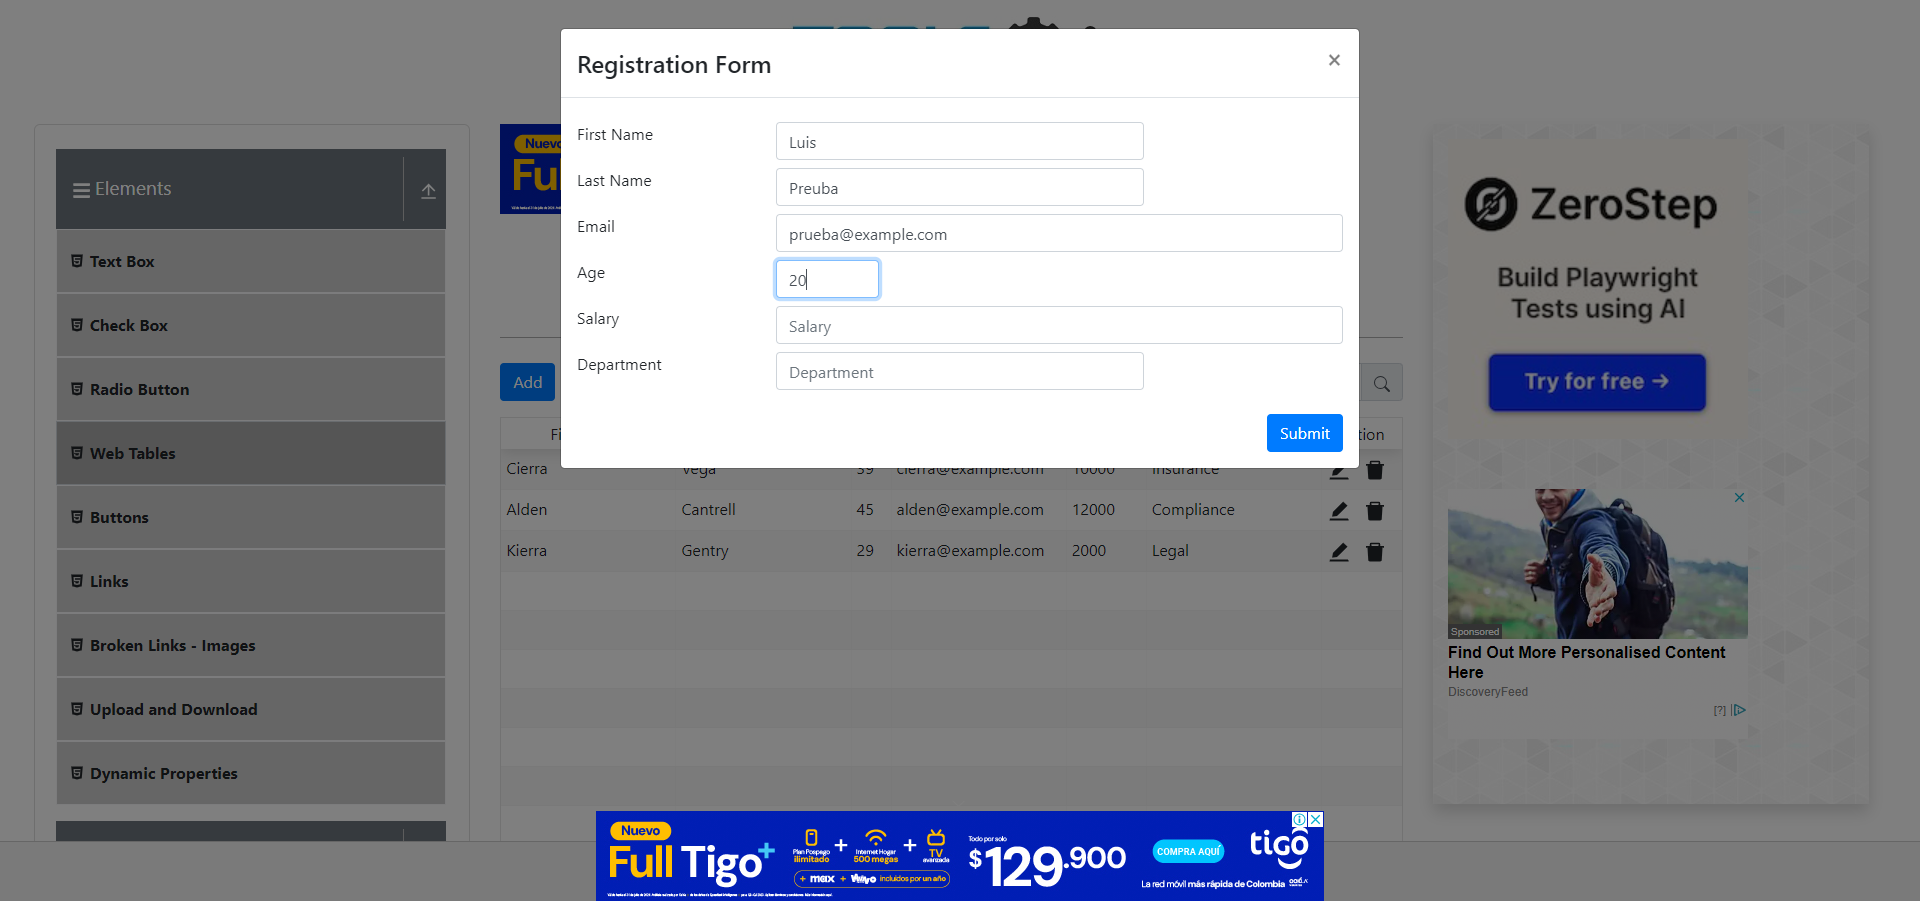 Registration Form
×
First Name
Luis
Last Name
Preuba
Email
prueba@example.com
Age
20
Salary
Salary
Department
Department
Submit
Elements
Text Box
Check Box
Radio Button
Web Tables
Buttons
Links
Broken Links - Images
Upload and Download
Dynamic Properties
Nuevo
Add
Cierra Vega 39 cierra@example.com 10000 Insurance
Alden Cantrell 45 alden@example.com 12000 Compliance
Kierra Gentry 29 kierra@example.com 2000 Legal
ZeroStep
Build Playwright
Tests using AI
Try for free →
Sponsored
Find Out More Personalised Content
Here
DiscoveryFeed
[?]
Nuevo
Full Tigo+
Plan Pospago
ilimitado
+
Internet Hogar
500 megas
+
TV
avanzada
+ max + Incluidos por un año
Todo por solo
$129.900
COMPRA AQUÍ
tigo
La red móvil más rápida de Colombia